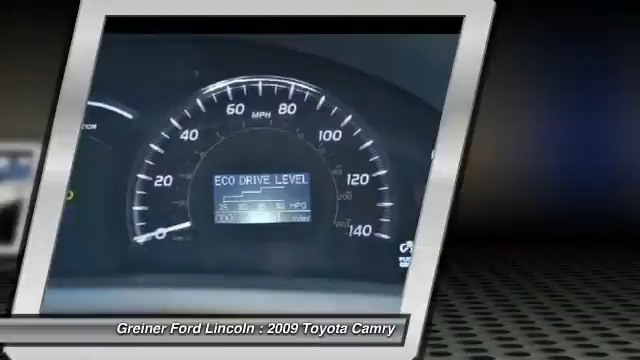 60 80
MPH
40 100
20 120
0 140
ECO DRIVE LEVEL
MPG
Greiner Ford Lincoln : 2009 Toyota Camry